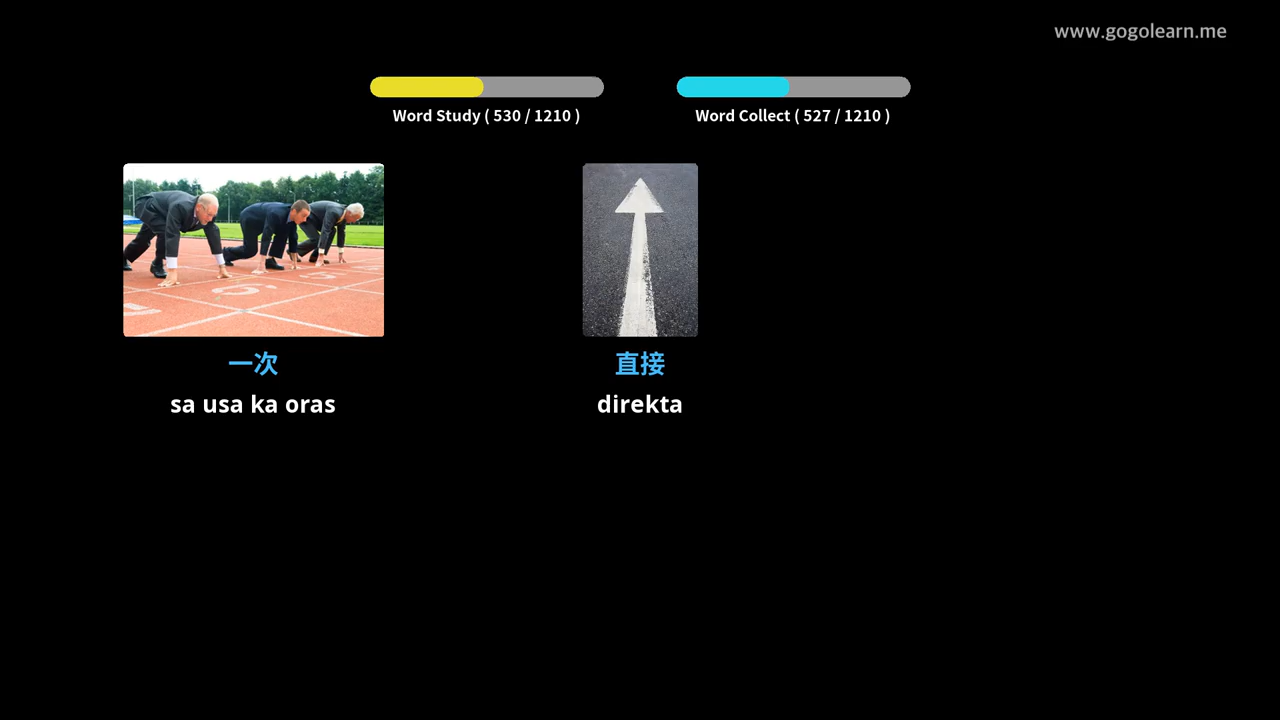 www.gogolearn.me
Word Study ( 530 / 1210 )
Word Collect ( 527 / 1210 )
一次
sa usa ka oras
直接
direkta